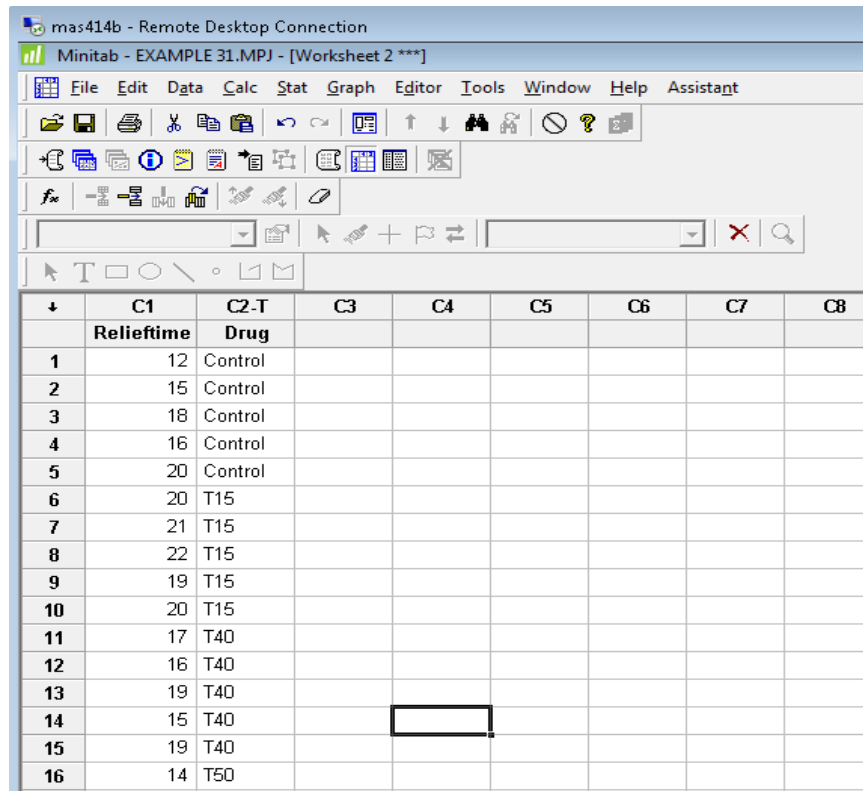 mas414b - Remote Desktop Connection
Minitab - EXAMPLE 31.MPJ - [Worksheet 2 ***]
File Edit Data Calc Stat Graph Editor Tools Window Help Assistant
C1 C2-T C3 C4 C5 C6 C7 C8
Relieftime Drug
1 12 Control
2 15 Control
3 18 Control
4 16 Control
5 20 Control
6 20 T15
7 21 T15
8 22 T15
9 19 T15
10 20 T15
11 17 T40
12 16 T40
13 19 T40
14 15 T40
15 19 T40
16 14 T50